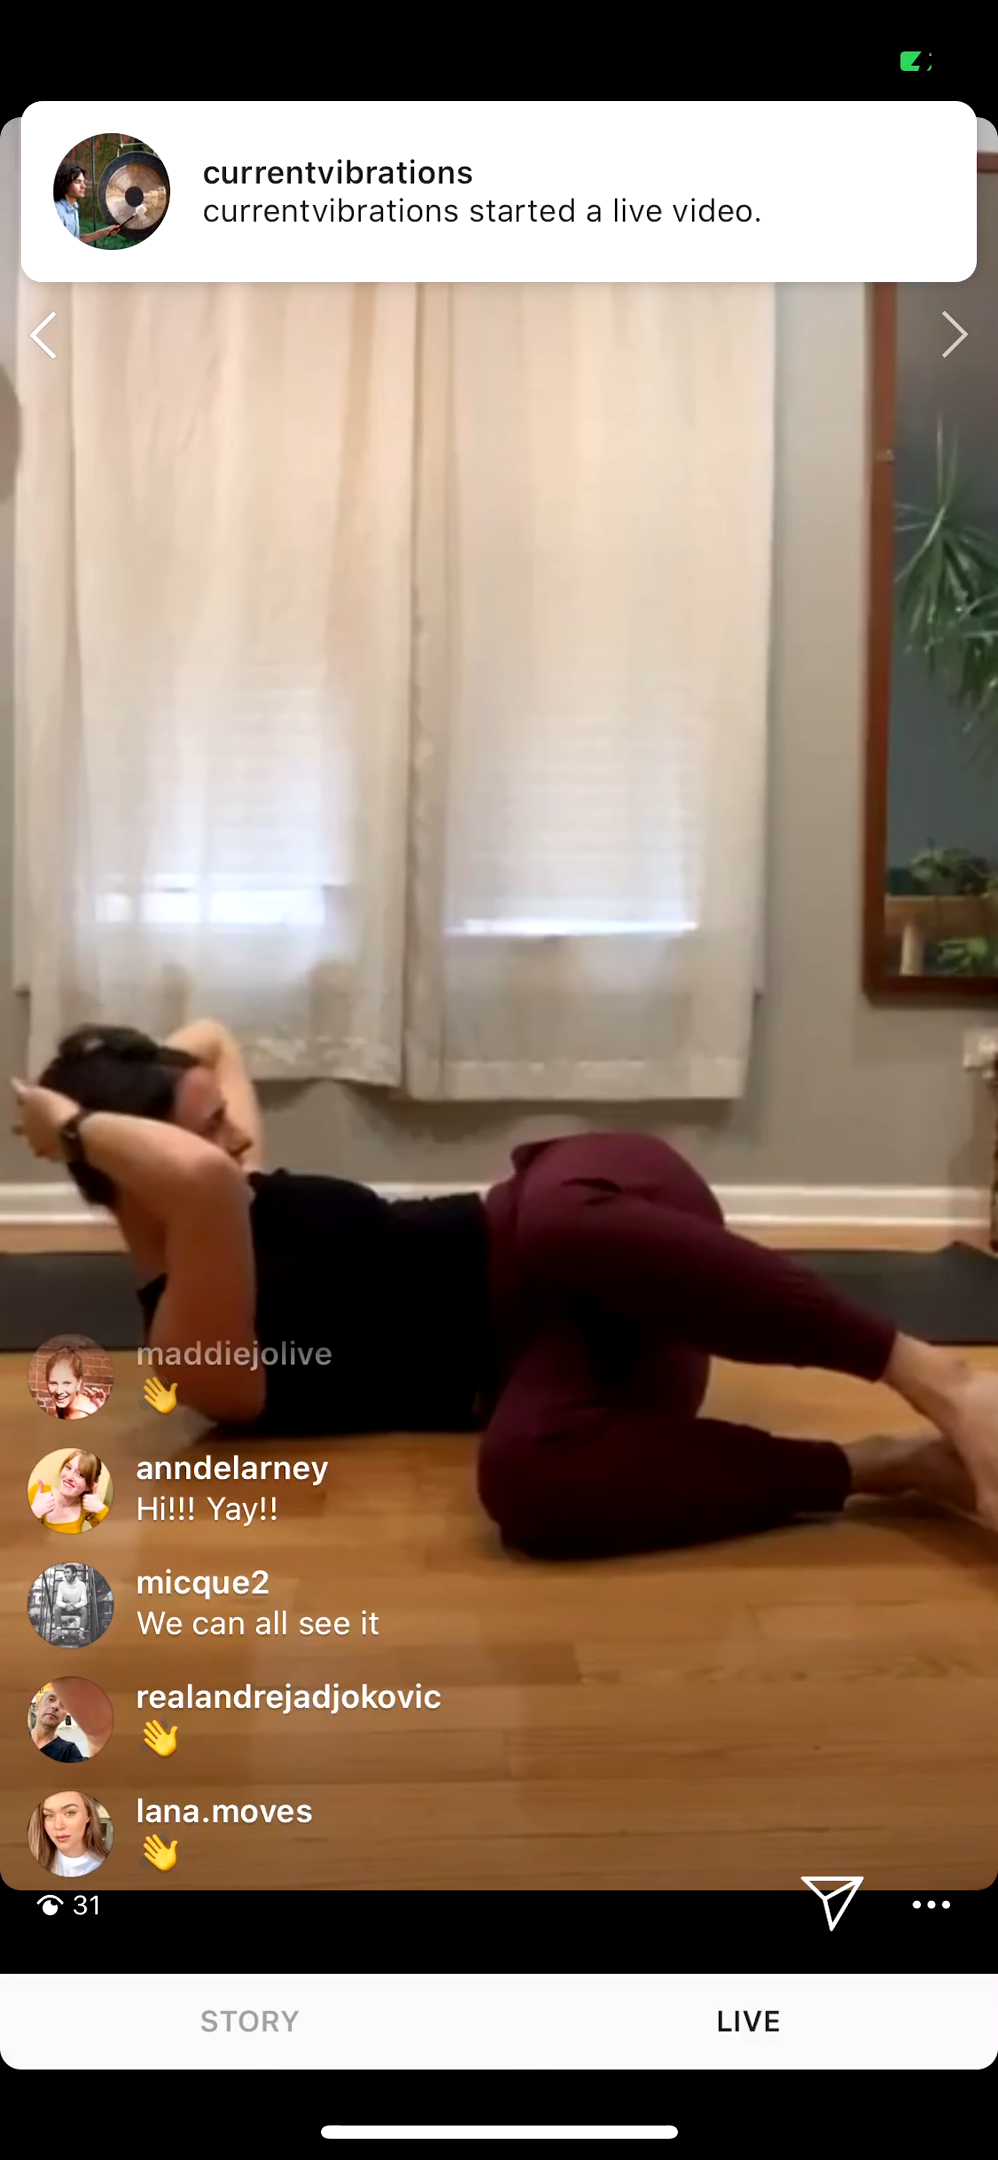 currentvibrations
currentvibrations started a live video.
maddiejolive
👋
anndelarney
Hi!!! Yay!!
micque2
We can all see it
realandrejadjokovic
👋
lana.moves
👋
31
STORY
LIVE